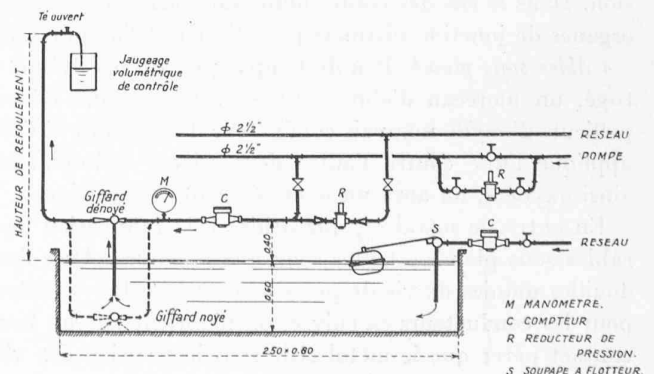 Té ouvert
Jaugeage
volumétrique
de contrôle
HAUTEUR DE REFOULEMENT
ϕ 2½"
RESEAU
ϕ 2½"
POMPE
M
Giffard
dénoyé
C
R
R
C
RESEAU
0.40
0.60
Giffard noyé
2.50 × 0.80
M MANOMETRE.
C COMPTEUR
R REDUCTEUR DE
PRESSION.
S SOUPAPE A FLOTTEUR.